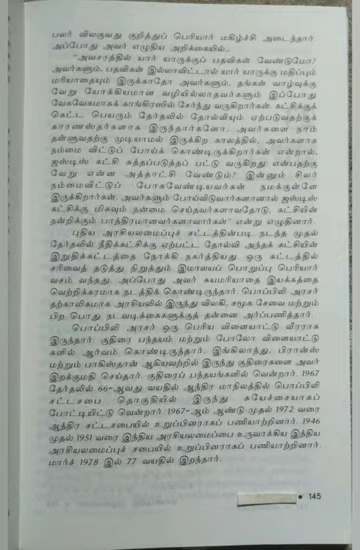 பலர் விலகுவது குறித்துப் பெரியார் மகிழ்ச்சி அடைத்தார்.
அப்போது அவர் எழுதிய அறிக்கையில்..
"அவசரத்தில் யார் யாருக்குப் பதவிகள் வேண்டுமோ?
அவர்களும், பதவிகள் இல்லாவிட்டால் யார் யாருக்கு மதிப்பும்
மரியாதையும் இருக்காதோ அவர்களும், தங்கள் வாழ்வுக்கு
வேறு யோக்கியமான வழியில்லாதவர்களும் இப்போது
வேகவேகமாகக் காங்கிரஸில் சேர்ந்து வருகிறார்கள். கட்சிக்குக்
கெட்ட பெயரும் தேர்தலில் தோல்வியும் ஏற்படுவதற்குக்
காரணஸ்தர்களாக இருந்தார்களோ, அவர்களை நாம்
தள்ளுவதற்கு முடியாமல் இருக்கிற காலத்தில், அவர்களாக
நம்மை விட்டுப் போய்க் கொண்டிருக்கிறார்கள் என்றால்,
ஜஸ்டிஸ் கட்சி சுத்தப்படுத்தப் பட்டு வருகிறது என்பதற்கு
வேறு என்ன அத்தாட்சி வேண்டும்? இன்னும் சிலர்
நம்மைவிட்டுப் போகவேண்டியவர்கள் நமக்குள்ளே
இருக்கிறார்கள். அவர்களும் போய்விடுவார்களானால் ஜஸ்டிஸ்
கட்சிக்கு மிகவும் நன்மை செய்தவர்களாவதோடு, கட்சியின்
நன்றிக்கும் பாத்திரமானவர்களாவார்கள்" என்று எழுதினார்.
புதிய அரசியலமைப்புச் சட்டத்தின்படி நடந்த முதல்
தேர்தலில் நீதிக்கட்சிக்கு ஏற்பட்ட தோல்வி அந்தக் கட்சியின்
இறுதிக்கட்டத்தை நோக்கி நகர்த்தியது. ஒரு கட்டத்தில்
சரிவைத் தடுத்து நிறுத்தும் இமாலயப் பொறுப்பு பெரியார்
வசம் வந்தது. அப்போது அவர் சுயமரியாதை இயக்கத்தை
வெற்றிகரமாக நடத்திக் கொண்டிருந்தார். பொப்பிலி அரசர்
தற்காலிகமாக அரசியலில் இருந்து விலகி, சமூக சேவை மற்றும்
பிற பொது நடவடிக்கைகளுக்குத் தன்னை அர்ப்பணித்தார்.
பொப்பிலி அரசர் ஒரு பெரிய விளையாட்டு வீரராக
இருந்தார். குதிரை பந்தயம் மற்றும் போலோ விளையாட்டு
களில் ஆர்வம் கொண்டிருந்தார். இங்கிலாந்து, பிரான்ஸ்
மற்றும் பாகிஸ்தான் ஆகியவற்றில் இருந்து குதிரைகளை அவர்
இறக்குமதி செய்தார். குதிரைப் பந்தயங்களில் வென்றார். 1967
தேர்தலில் 66-ஆவது வயதில் ஆந்திர மாநிலத்தில் பொப்பிலி
சட்டசபை தொகுதியில் இருந்து சுயேச்சையாகப்
போட்டியிட்டு வென்றார். 1967-ஆம் ஆண்டு முதல் 1972 வரை
ஆந்திர சட்டசபையில் உறுப்பினராகப் பணியாற்றினார். 1946
முதல் 1951 வரை இந்திய அரசியலமைப்பை உருவாக்கிய இந்திய
அரசியலமைப்புச் சபையில் உறுப்பினராகப் பணியாற்றினார்.
மார்ச் 1978 இல் 77 வயதில் இறந்தார்.
• 145